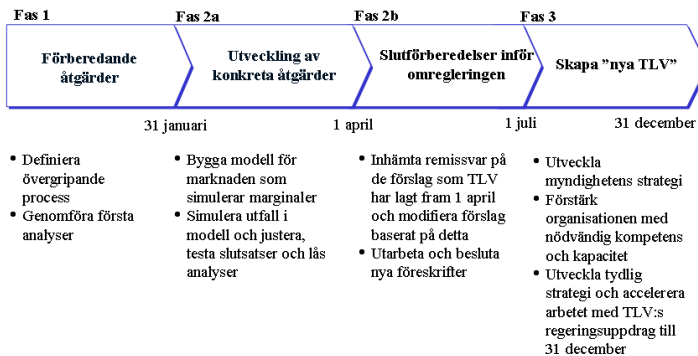 Fas 1
Fas 2a
Fas 2b
Fas 3
Förberedande
åtgärder
Utveckling av
konkreta åtgärder
Slutförberedelser inför
omregleringen
Skapa ”nya TLV”
31 januari
1 april
1 juli
31 december
• Definiera
övergripande
process
• Genomföra första
analyser
• Bygga modell för
marknaden som
simulerar marginaler
• Simulera utfall i
modell och justera,
testa slutsatser och lås
analyser
• Inhämta remissvar på
de förslag som TLV
har lagt fram 1 april
och modifiera förslag
baserat på detta
• Utarbeta och besluta
nya föreskrifter
• Utveckla
myndighetens strategi
• Förstärk
organisationen med
nödvändig kompetens
och kapacitet
• Utveckla tydlig
strategi och accelerera
arbetet med TLV:s
regeringsuppdrag till
31 december